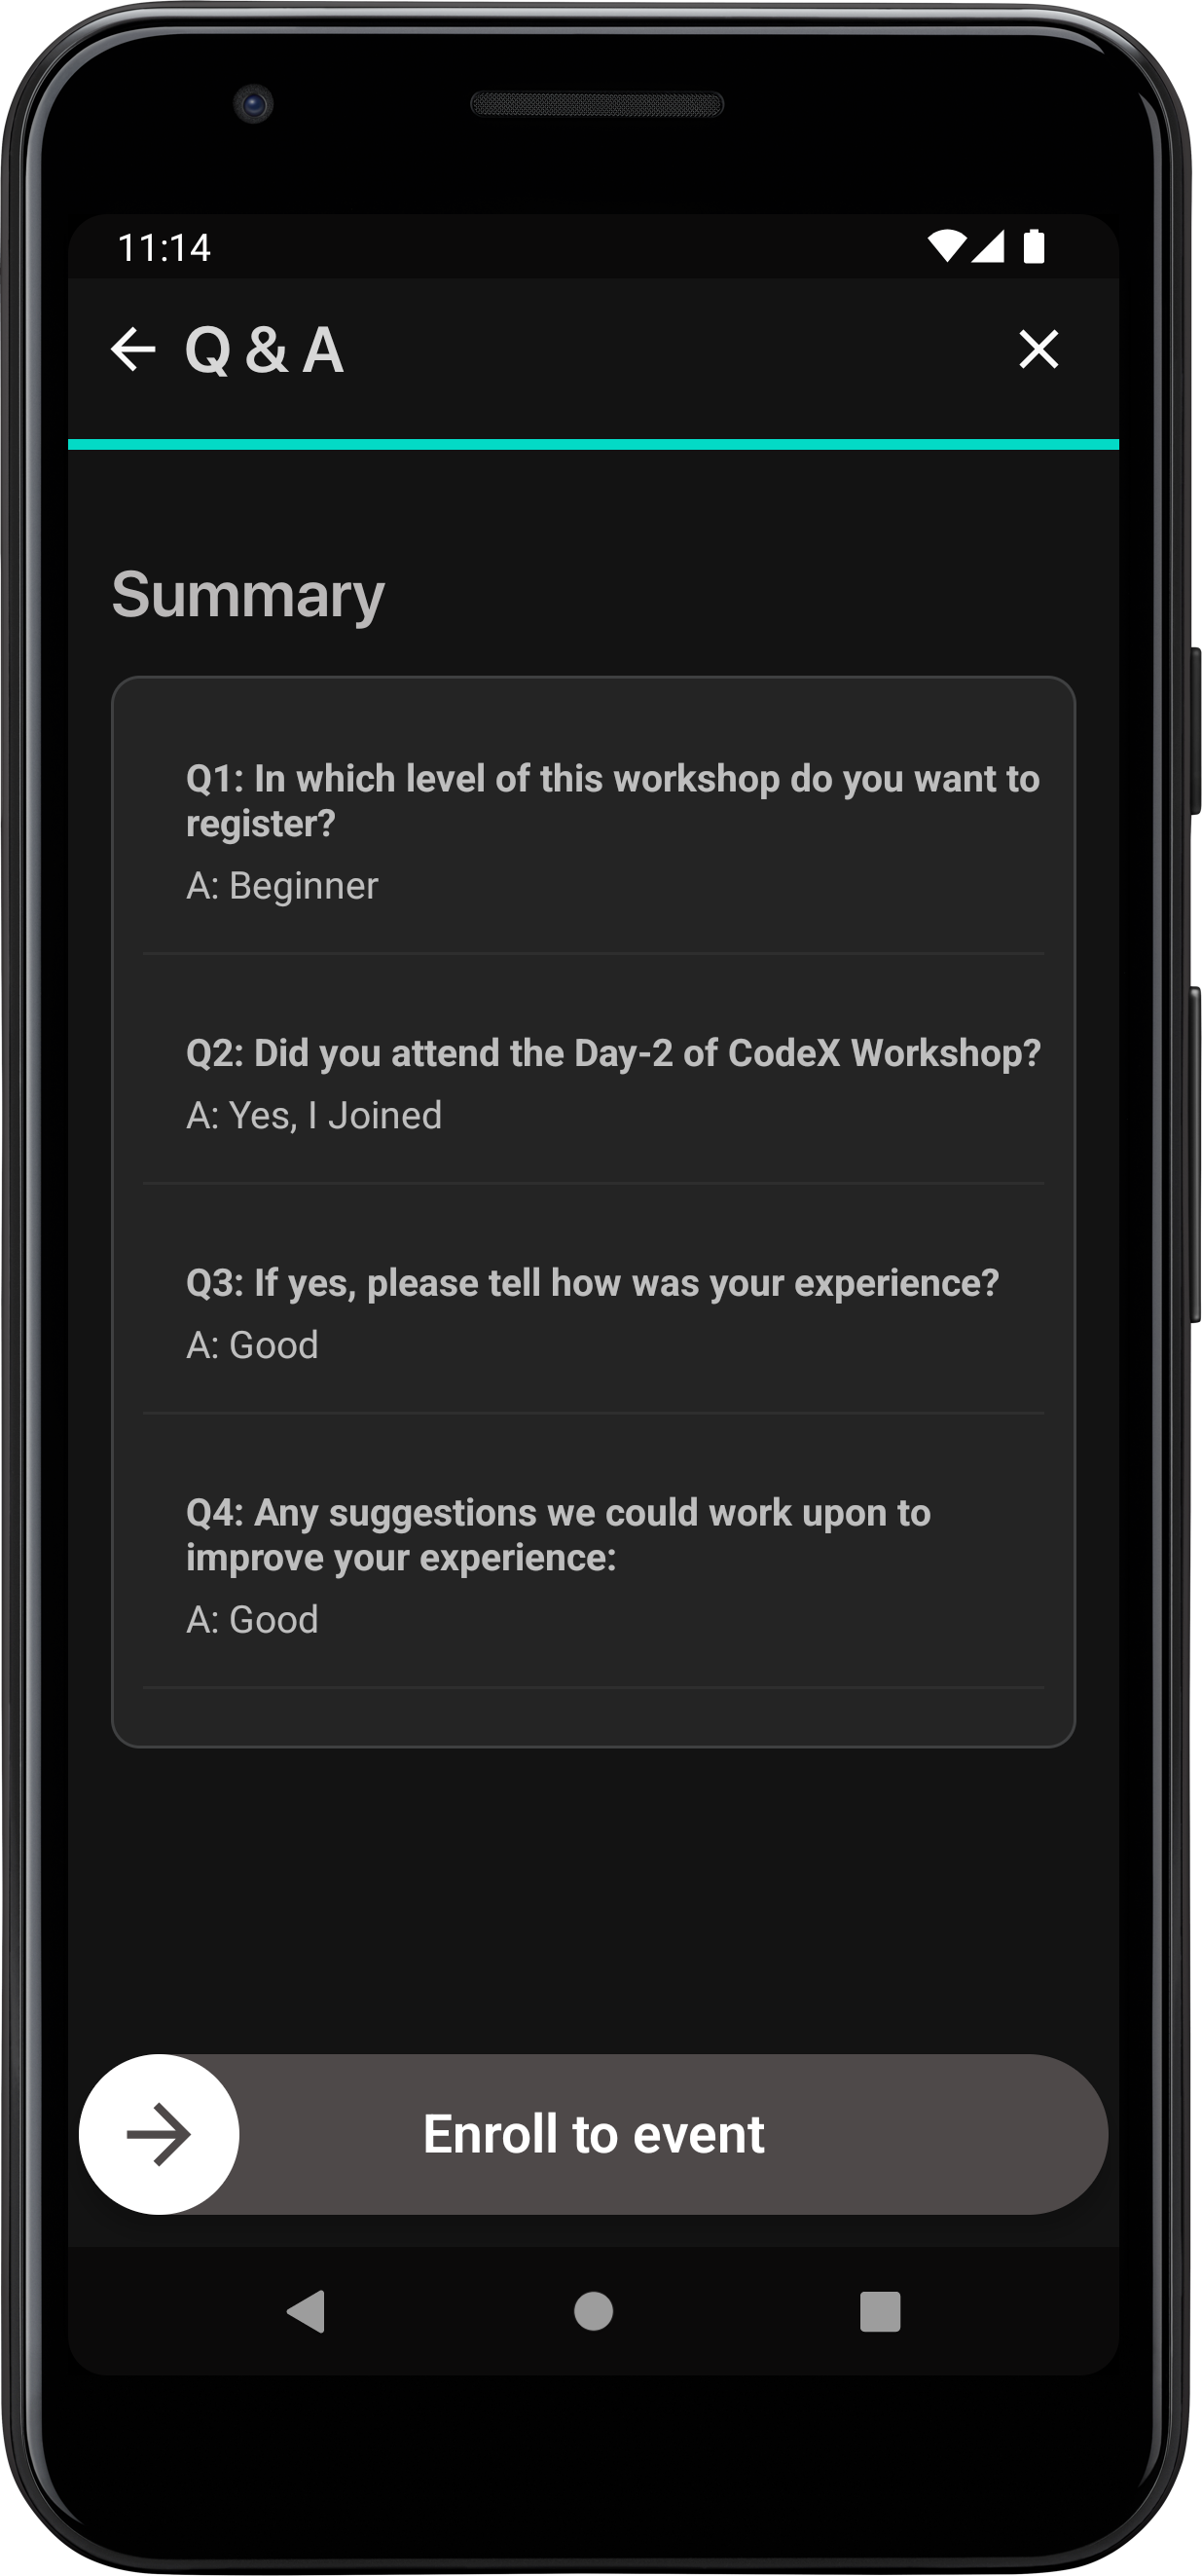 11:14
Q & A
Summary
Q1: In which level of this workshop do you want to
register?
A: Beginner
Q2: Did you attend the Day-2 of CodeX Workshop?
A: Yes, I Joined
Q3: If yes, please tell how was your experience?
A: Good
Q4: Any suggestions we could work upon to
improve your experience:
A: Good
Enroll to event